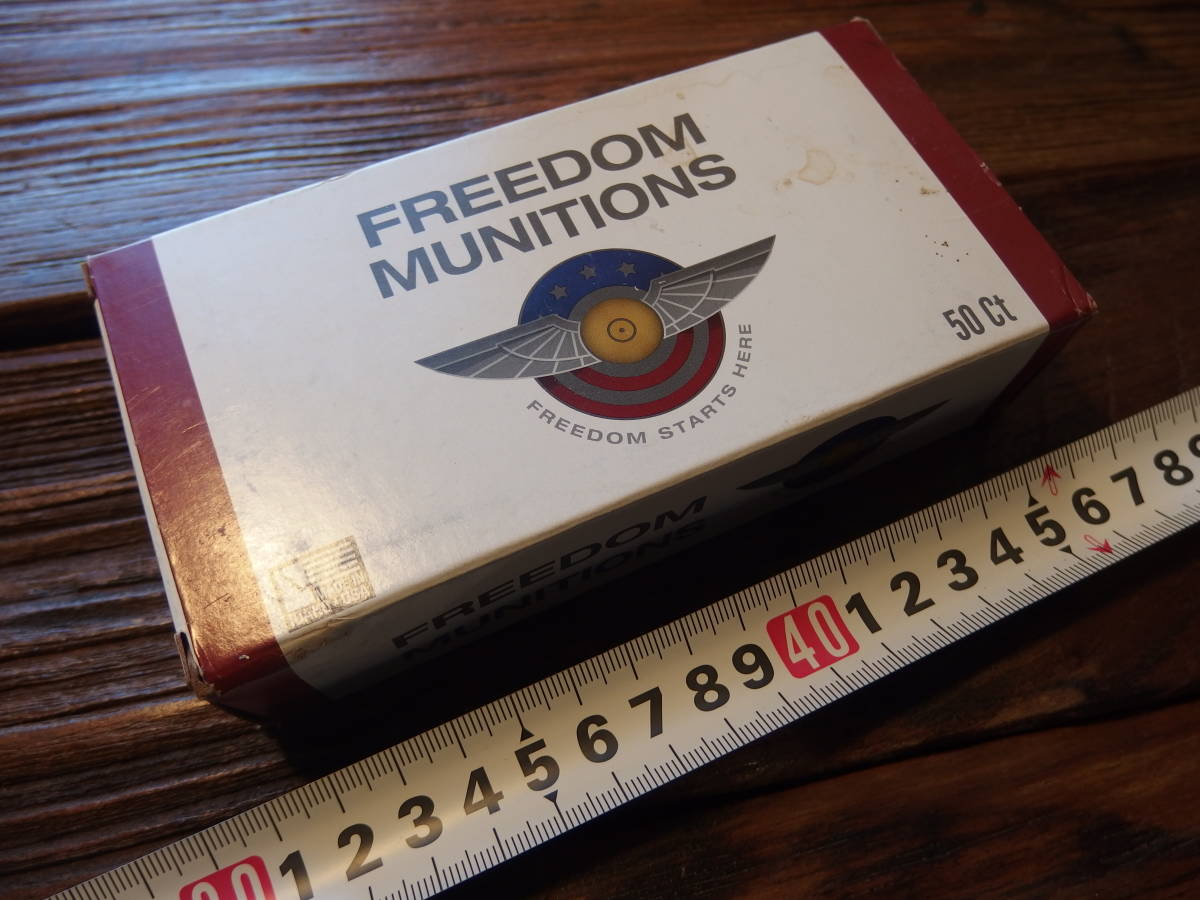 FREEDOM
MUNITIONS
FREEDOM STARTS HERE
50 Ct
FREEDOM
MUNITIONS
1 2 3 4 5 6 7 8 9 40 1 2 3 4 5 6 7 8 9